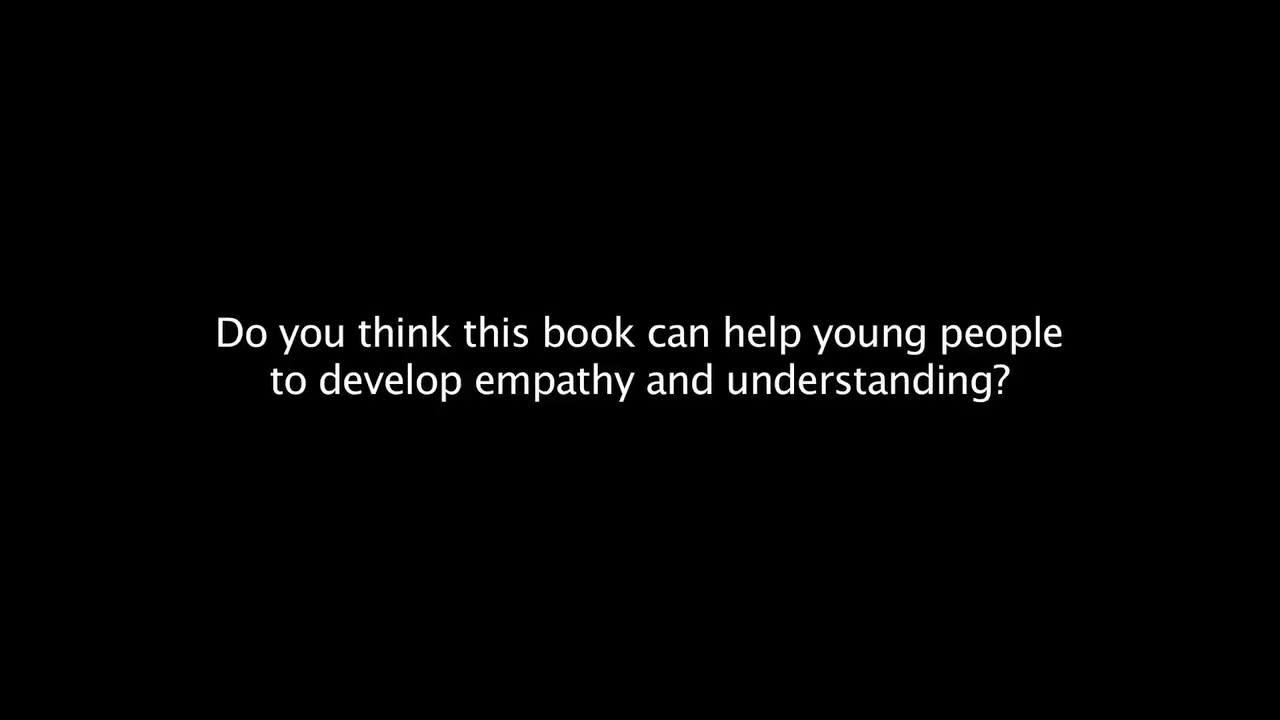 Do you think this book can help young people
to develop empathy and understanding?